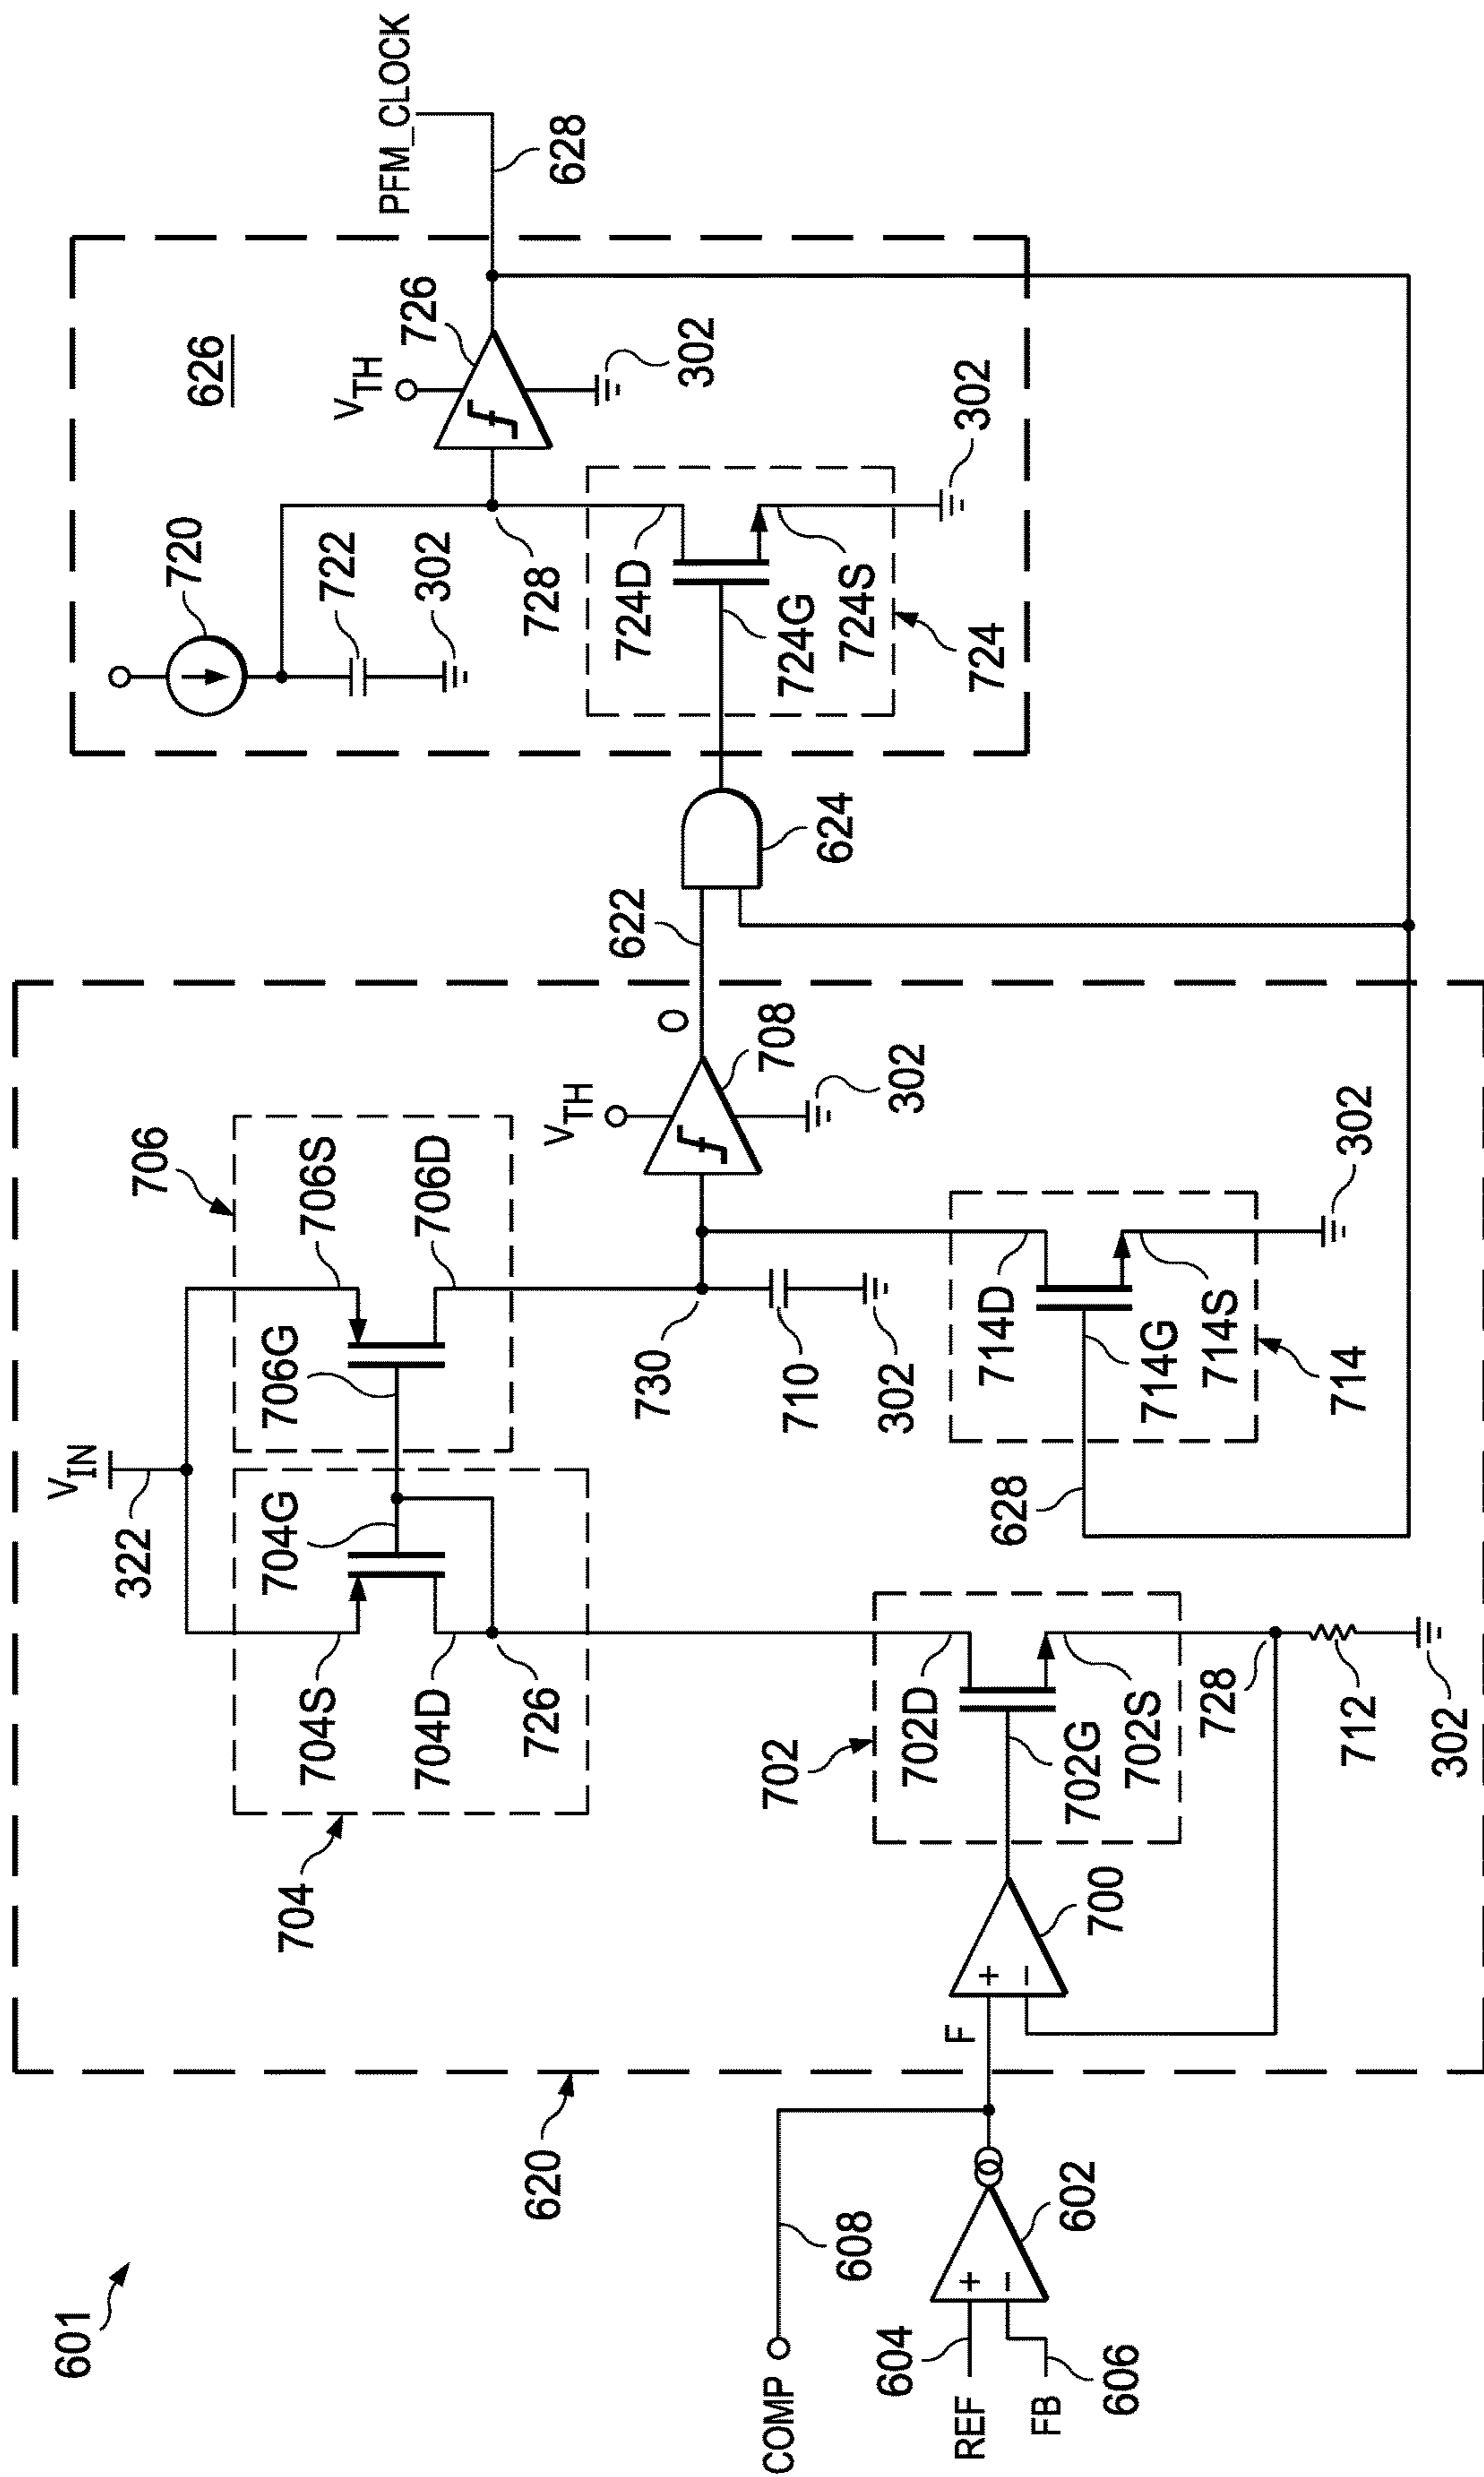 601
COMP
608
REF
604
FB
606
602
620
F
700
704
704S
704G
704D
726
322
VIN
706
706S
706G
706D
702
702D
702G
702S
728
712
302
730
710
302
VTH
708
302
O
622
714D
714G
714S
714
302
628
624
626
720
722
302
728
VTH
726
302
724D
724G
724S
724
302
628
PFM_CLOCK
+
−
+
−